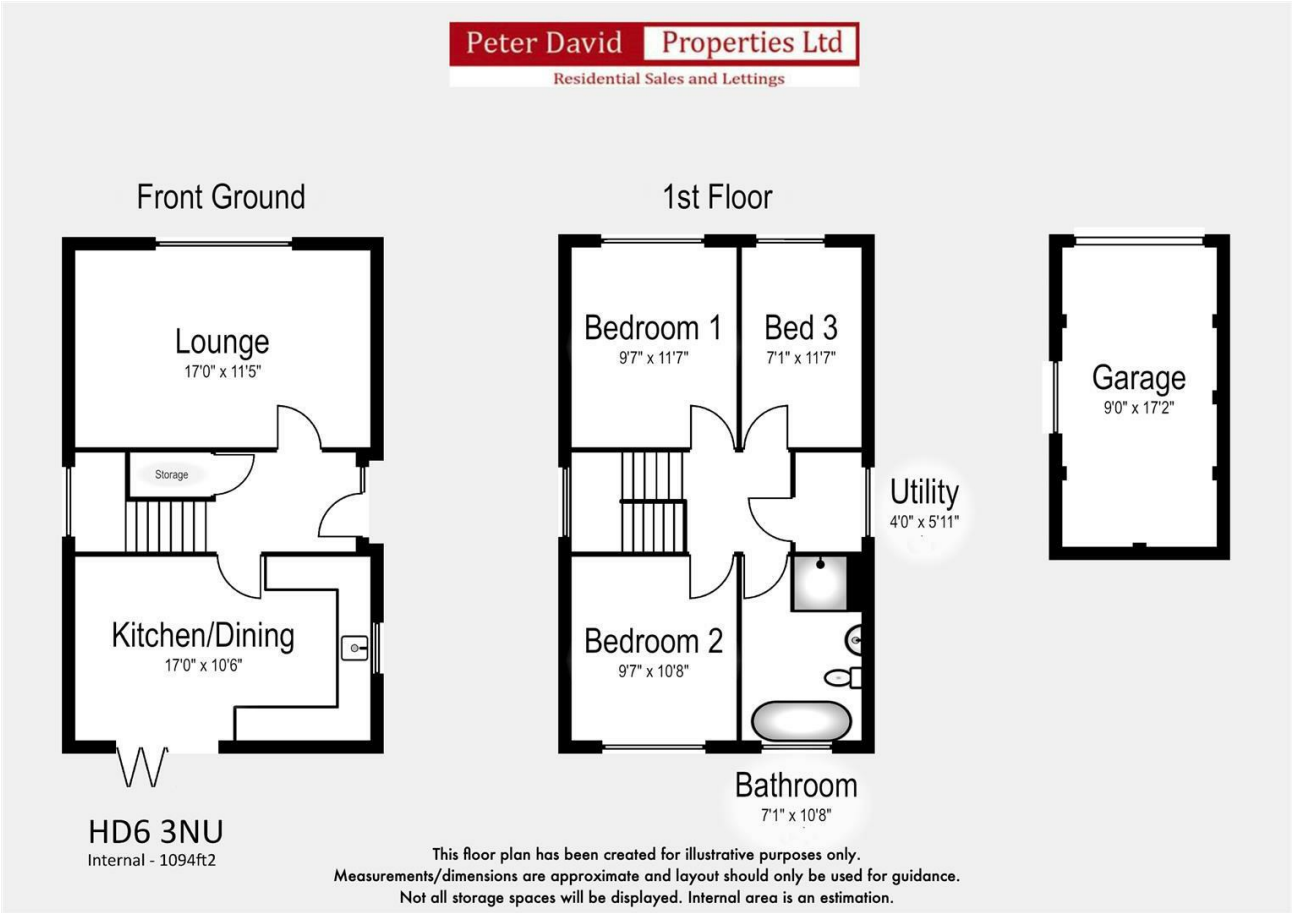 Peter David Properties Ltd
Residential Sales and Lettings
Front Ground
1st Floor
Lounge
17'0" x 11'5"
Storage
Kitchen/Dining
17'0" x 10'6"
Bedroom 1
9'7" x 11'7"
Bed 3
7'1" x 11'7"
Utility
4'0" x 5'11"
Bedroom 2
9'7" x 10'8"
Bathroom
7'1" x 10'8"
Garage
9'0" x 17'2"
HD6 3NU
Internal - 1094ft2
This floor plan has been created for illustrative purposes only.
Measurements/dimensions are approximate and layout should only be used for guidance.
Not all storage spaces will be displayed. Internal area is an estimation.